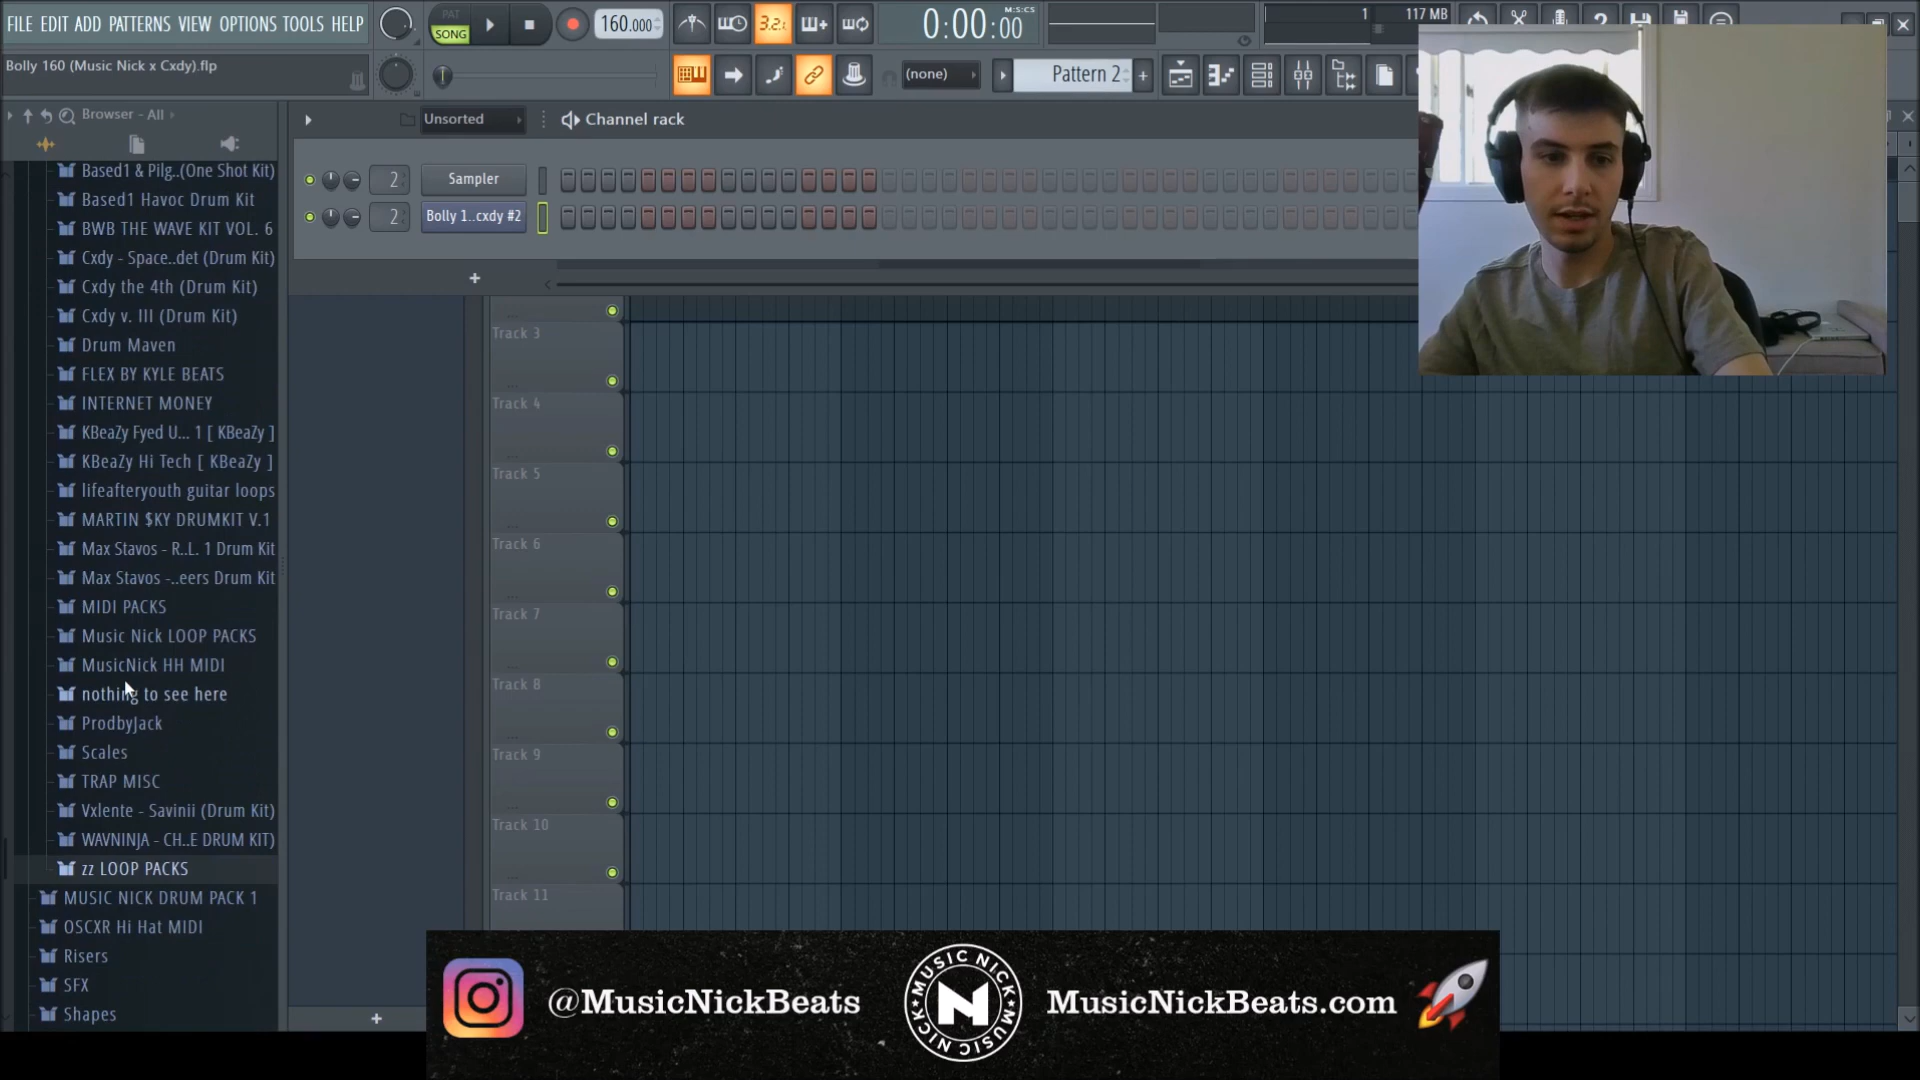 FILE EDIT ADD PATTERNS VIEW OPTIONS TOOLS HELP
PAT
SONG
160.000
3.2.1
0:00:00
M:S:CS
1
117 MB
Bolly 160 (Music Nick x Cxdy).flp
(none)
Pattern 2
Browser - All
Unsorted
Channel rack
2
Sampler
2
Bolly 1..cxdy #2
Based1 & Pilg..(One Shot Kit)
Based1 Havoc Drum Kit
BWB THE WAVE KIT VOL. 6
Cxdy - Space..det (Drum Kit)
Cxdy the 4th (Drum Kit)
Cxdy v. III (Drum Kit)
Drum Maven
FLEX BY KYLE BEATS
INTERNET MONEY
KBeaZy Fyed U... 1 [ KBeaZy ]
KBeaZy Hi Tech [ KBeaZy ]
lifeafteryouth guitar loops
MARTIN $KY DRUMKIT V.1
Max Stavos - R..L. 1 Drum Kit
Max Stavos -..eers Drum Kit
MIDI PACKS
Music Nick LOOP PACKS
MusicNick HH MIDI
nothing to see here
ProdbyJack
Scales
TRAP MISC
Vxlente - Savinii (Drum Kit)
WAVNINJA - CH..E DRUM KIT)
zz LOOP PACKS
MUSIC NICK DRUM PACK 1
OSCXR Hi Hat MIDI
Risers
SFX
Shapes
Track 3
Track 4
Track 5
Track 6
Track 7
Track 8
Track 9
Track 10
Track 11
@MusicNickBeats
MUSIC NICK
N
MUSIC NICK
MusicNickBeats.com